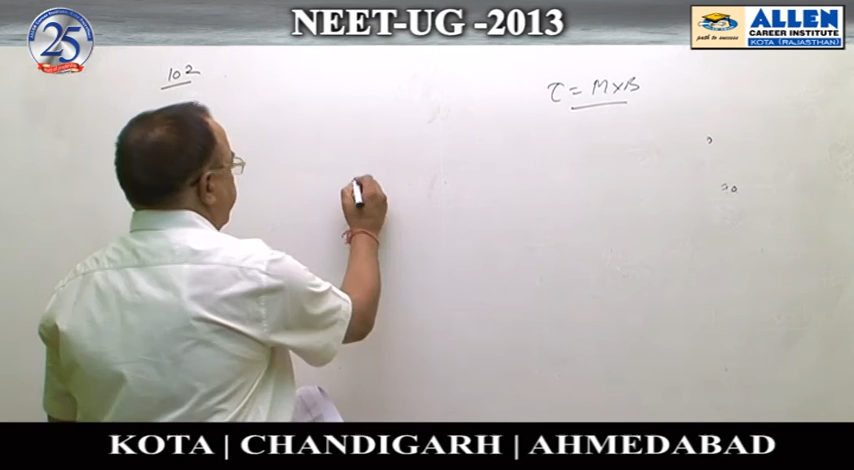 NEET-UG -2013
25
path to success
ALLEN
CAREER INSTITUTE
KOTA (RAJASTHAN)
102
τ = M×B
KOTA | CHANDIGARH | AHMEDABAD